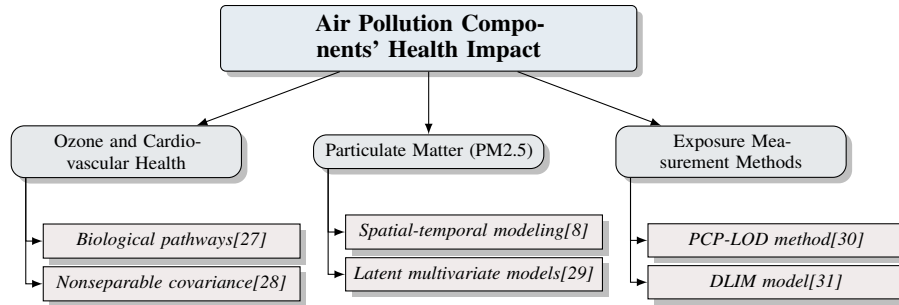 Air Pollution Compo-
nents' Health Impact
Ozone and Cardio-
vascular Health
Particulate Matter (PM2.5)
Exposure Mea-
surement Methods
Biological pathways[27]
Nonseparable covariance[28]
Spatial-temporal modeling[8]
Latent multivariate models[29]
PCP-LOD method[30]
DLIM model[31]